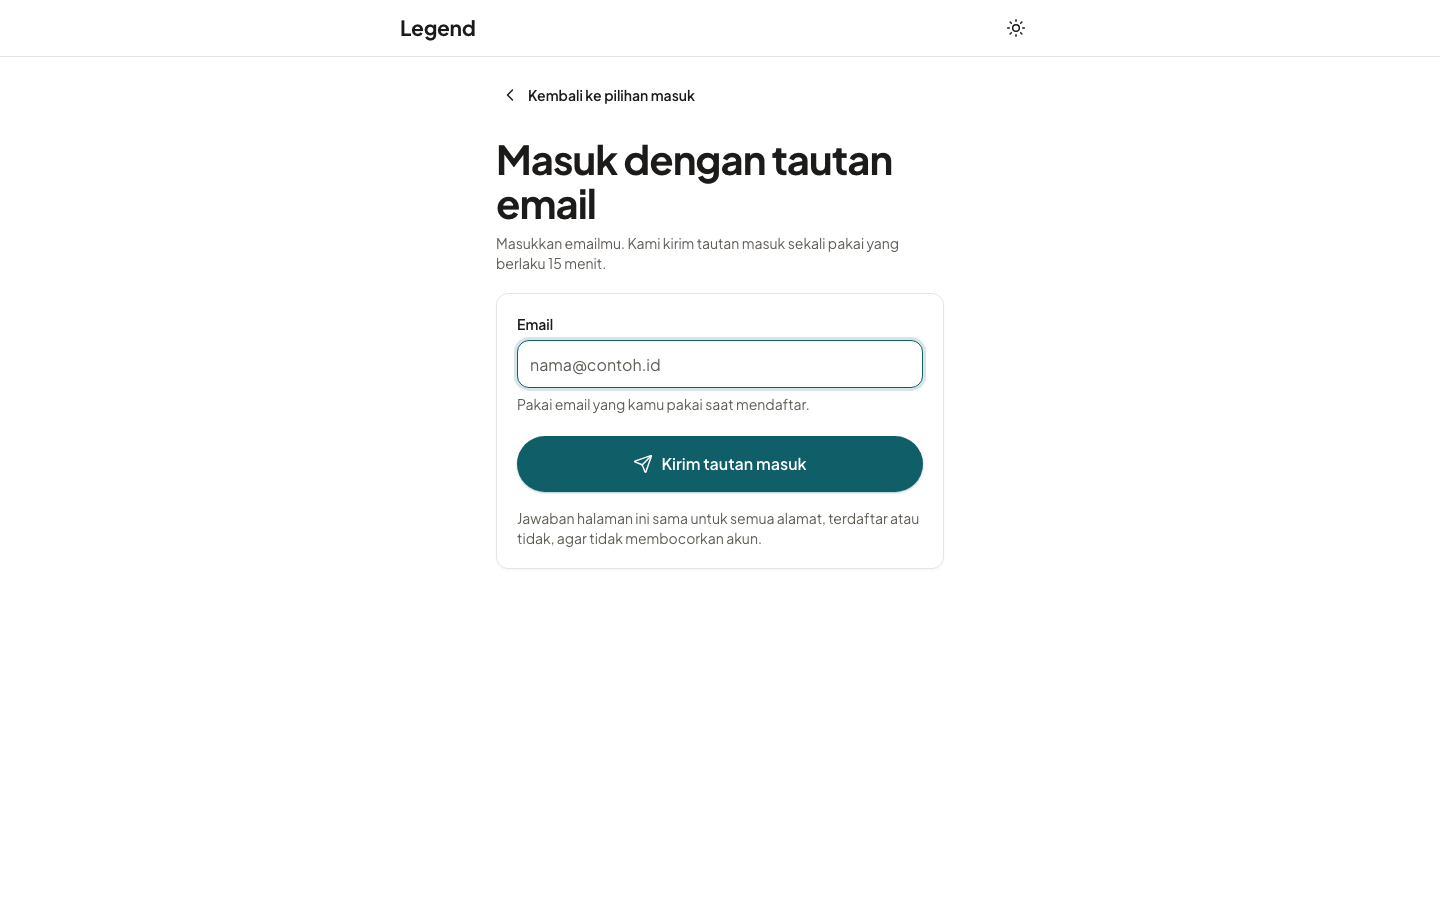 Legend
Kembali ke pilihan masuk
Masuk dengan tautan
email
Masukkan emailmu. Kami kirim tautan masuk sekali pakai yang
berlaku 15 menit.
Email
nama@contoh.id
Pakai email yang kamu pakai saat mendaftar.
Kirim tautan masuk
Jawaban halaman ini sama untuk semua alamat, terdaftar atau
tidak, agar tidak membocorkan akun.